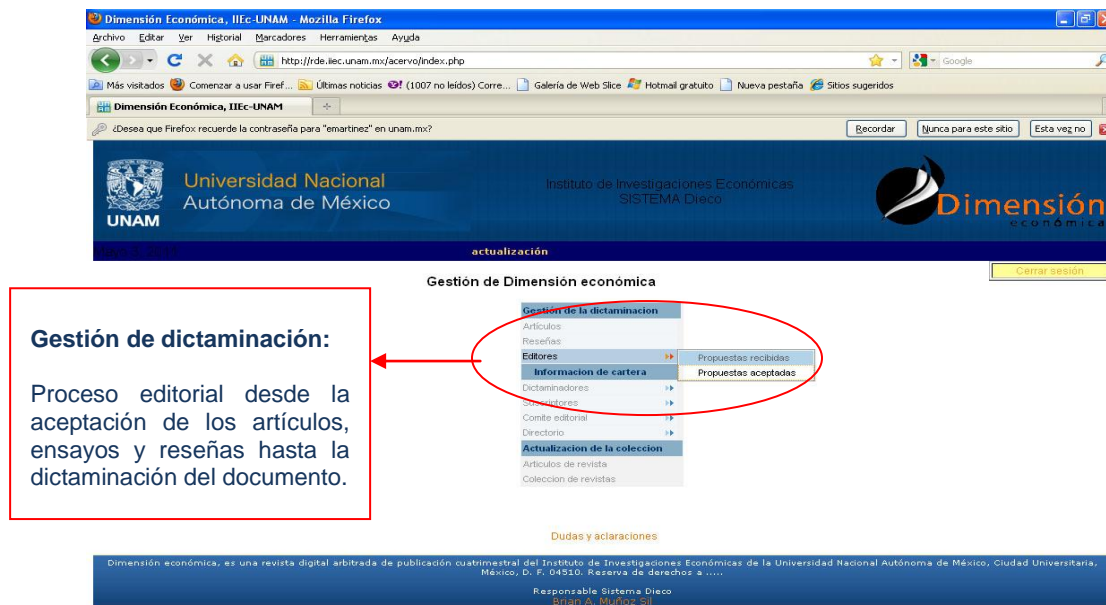 Dimensión Económica, IIEc-UNAM - Mozilla Firefox
Archivo Editar Ver Historial Marcadores Herramientas Ayuda
http://rde.iiec.unam.mx/acervo/index.php
Google
Más visitados Comenzar a usar Firef... Últimas noticias (1007 no leídos) Corre... Galería de Web Slice Hotmail gratuito Nueva pestaña Sitios sugeridos
Dimensión Económica, IIEc-UNAM
¿Desea que Firefox recuerde la contraseña para "emartinez" en unam.mx?
Recordar Nunca para este sitio Esta vez no
UNAM
Universidad Nacional
Autónoma de México
Instituto de Investigaciones Económicas
SISTEMA Dieco
Dimensión
económica
actualización
Cerrar sesión
Gestión de Dimensión económica
Gestión de la dictaminacion
Artículos
Reseñas
Editores
Propuestas recibidas
Informacion de cartera
Propuestas aceptadas
Dictaminadores
Suscriptores
Comite editorial
Directorio
Actualizacion de la coleccion
Articulos de revista
Coleccion de revistas
Gestión de dictaminación:
Proceso editorial desde la
aceptación de los artículos,
ensayos y reseñas hasta la
dictaminación del documento.
Dudas y aclaraciones
Dimensión económica, es una revista digital arbitrada de publicación cuatrimestral del Instituto de Investigaciones Económicas de la Universidad Nacional Autónoma de México, Ciudad Universitaria,
México, D. F. 04510. Reserva de derechos a .....
Responsable Sistema Dieco
Brian A. Muñoz Sil